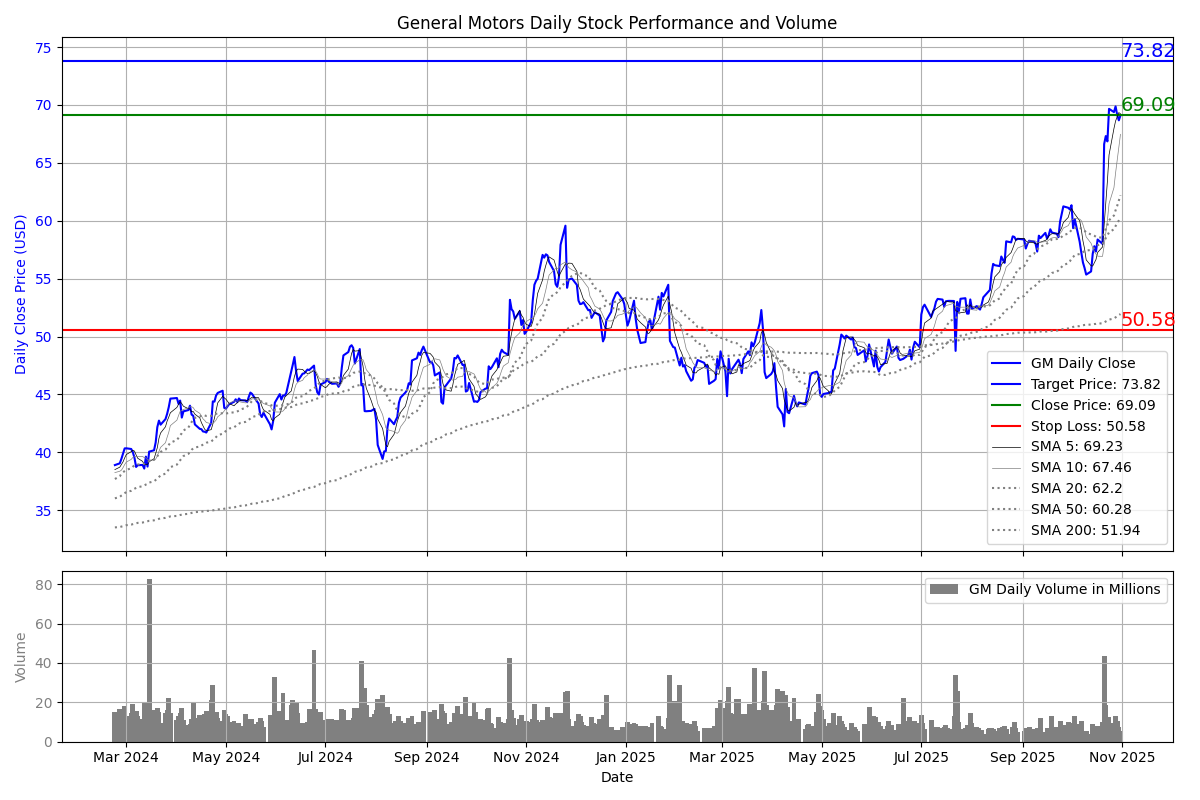 General Motors Daily Stock Performance and Volume
75
73.82
70
69.09
65
60
55
50.58
50
45
40
35
Daily Close Price (USD)
GM Daily Close
Target Price: 73.82
Close Price: 69.09
Stop Loss: 50.58
SMA 5: 69.23
SMA 10: 67.46
SMA 20: 62.2
SMA 50: 60.28
SMA 200: 51.94
80
60
40
20
0
Volume
GM Daily Volume in Millions
Mar 2024 May 2024 Jul 2024 Sep 2024 Nov 2024 Jan 2025 Mar 2025 May 2025 Jul 2025 Sep 2025 Nov 2025
Date